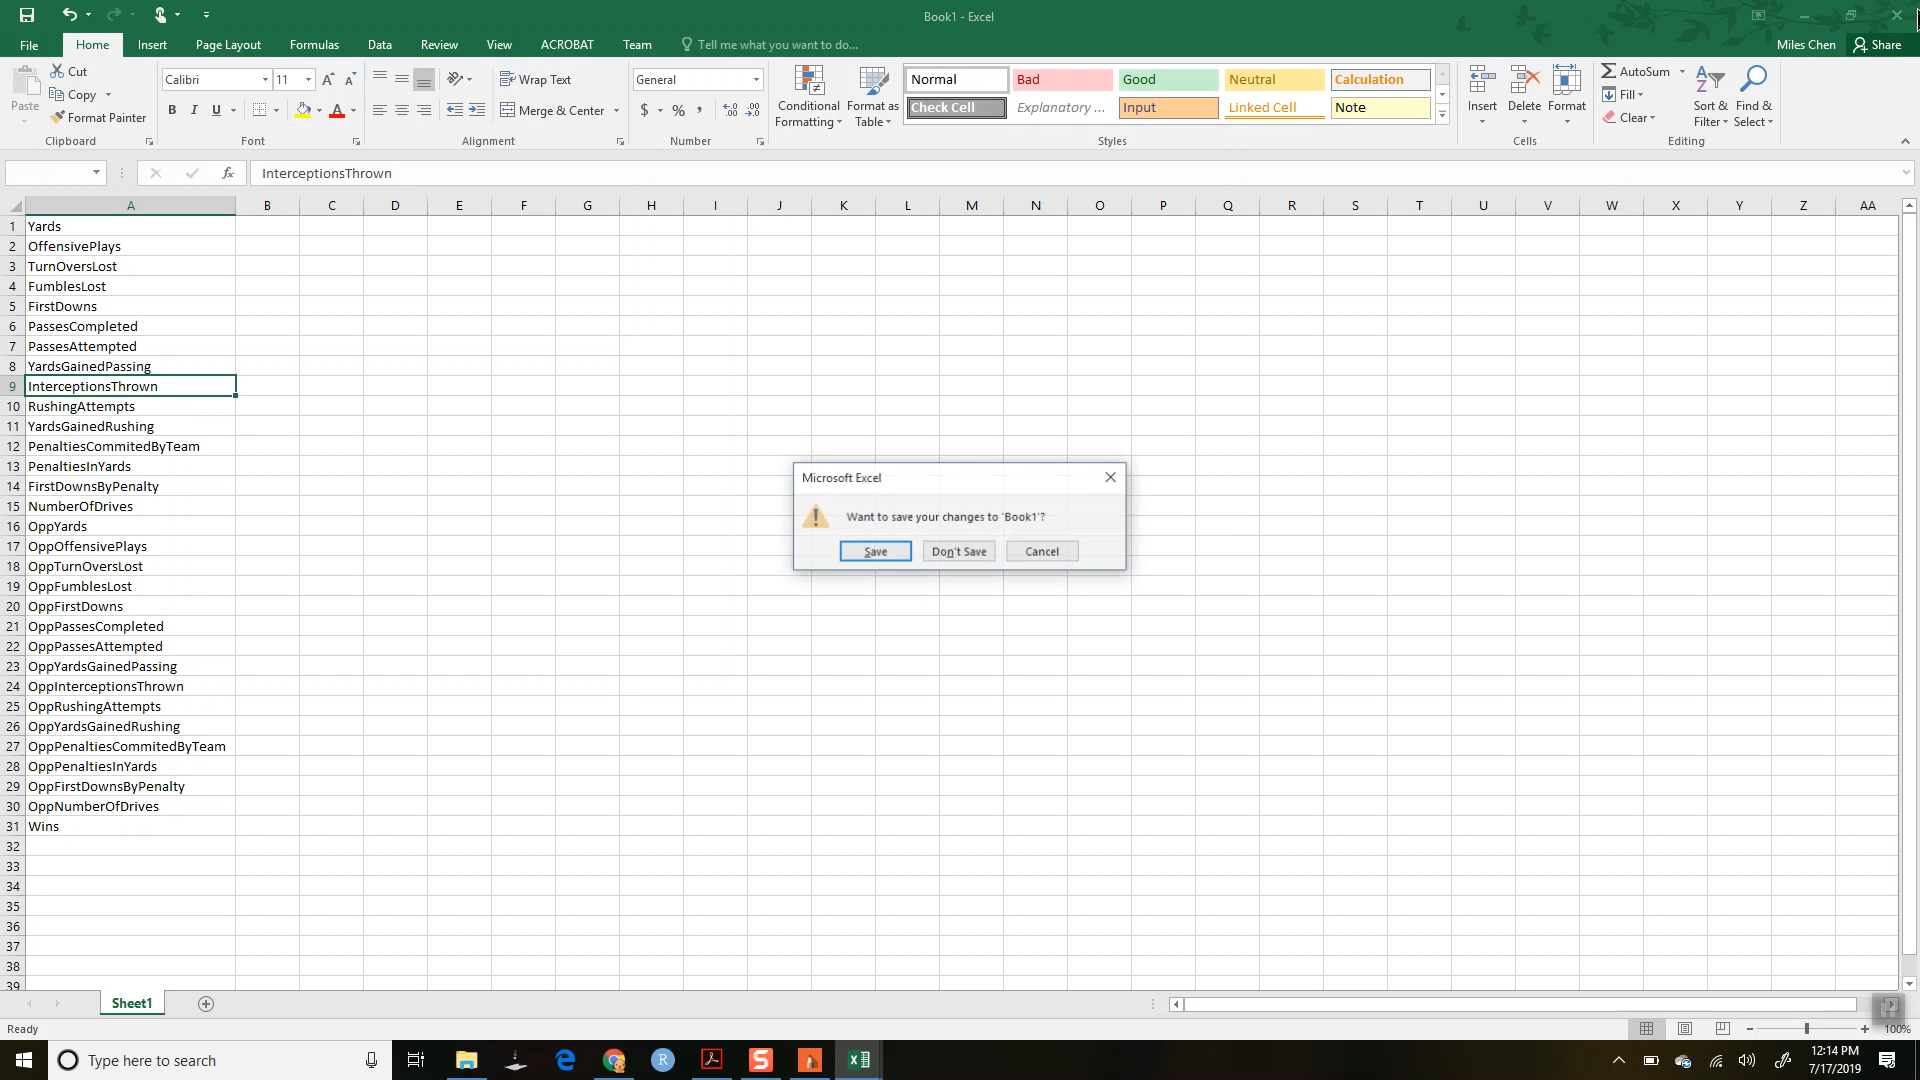 Book1 - Excel
File Home Insert Page Layout Formulas Data Review View ACROBAT Team Tell me what you want to do... Miles Chen Share
Paste Cut Copy Format Painter Clipboard
Calibri 11 B I U A Font
Wrap Text Merge & Center Alignment
General $ % , .0 .00 Number
Conditional Formatting Format as Table Normal Bad Good Neutral Calculation
Check Cell Explanatory ... Input Linked Cell Note Styles
Insert Delete Format Cells
AutoSum Fill Clear Sort & Filter Find & Select Editing
fx InterceptionsThrown
A B C D E F G H I J K L M N O P Q R S T U V W X Y Z AA
1 Yards
2 OffensivePlays
3 TurnOversLost
4 FumblesLost
5 FirstDowns
6 PassesCompleted
7 PassesAttempted
8 YardsGainedPassing
9 InterceptionsThrown
10 RushingAttempts
11 YardsGainedRushing
12 PenaltiesCommitedByTeam
13 PenaltiesInYards
14 FirstDownsByPenalty
15 NumberOfDrives
16 OppYards
17 OppOffensivePlays
18 OppTurnOversLost
19 OppFumblesLost
20 OppFirstDowns
21 OppPassesCompleted
22 OppPassesAttempted
23 OppYardsGainedPassing
24 OppInterceptionsThrown
25 OppRushingAttempts
26 OppYardsGainedRushing
27 OppPenaltiesCommitedByTeam
28 OppPenaltiesInYards
29 OppFirstDownsByPenalty
30 OppNumberOfDrives
31 Wins
32
33
34
35
36
37
38
39
Microsoft Excel
Want to save your changes to 'Book1'?
Save Don't Save Cancel
Sheet1
Ready 100%
Type here to search
12:14 PM
7/17/2019